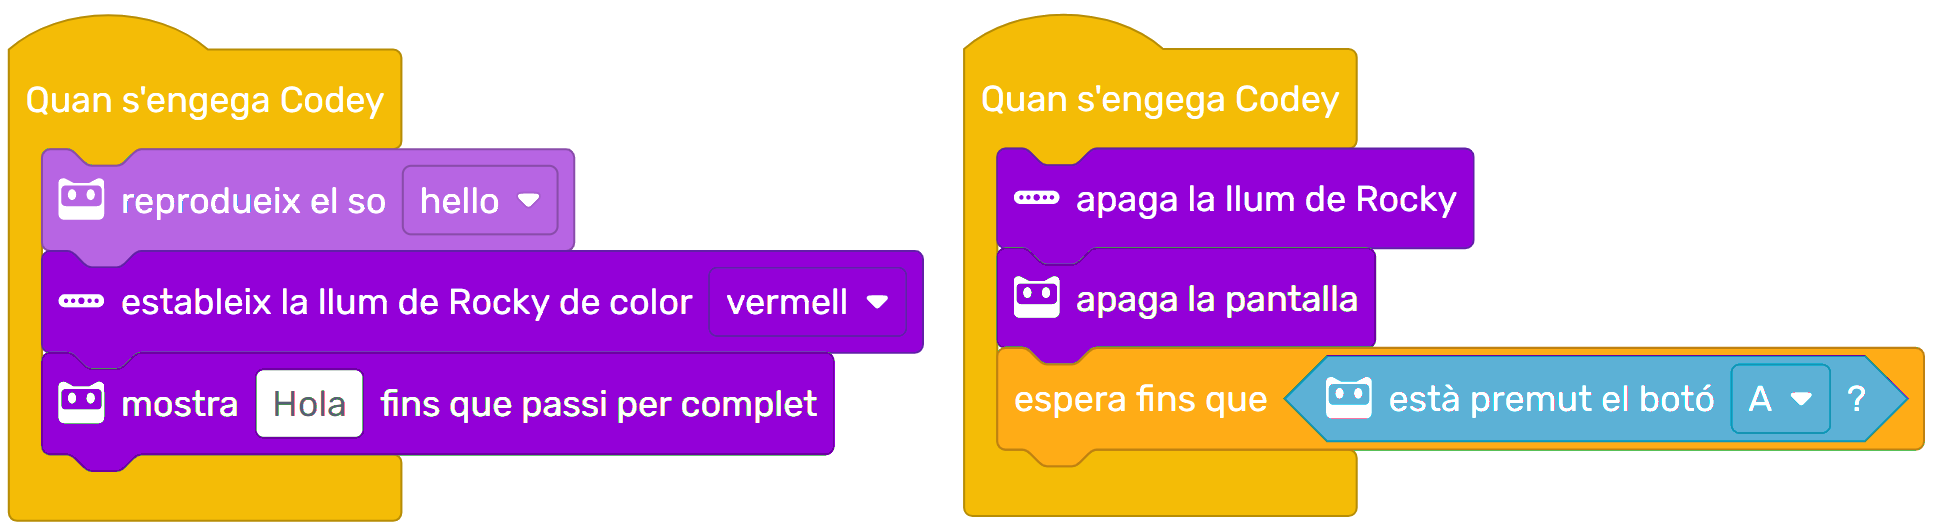 Quan s'engega Codey
reprodueix el so hello
estableix la llum de Rocky de color vermell
mostra Hola fins que passi per complet
Quan s'engega Codey
apaga la llum de Rocky
apaga la pantalla
espera fins que està premut el botó A ?